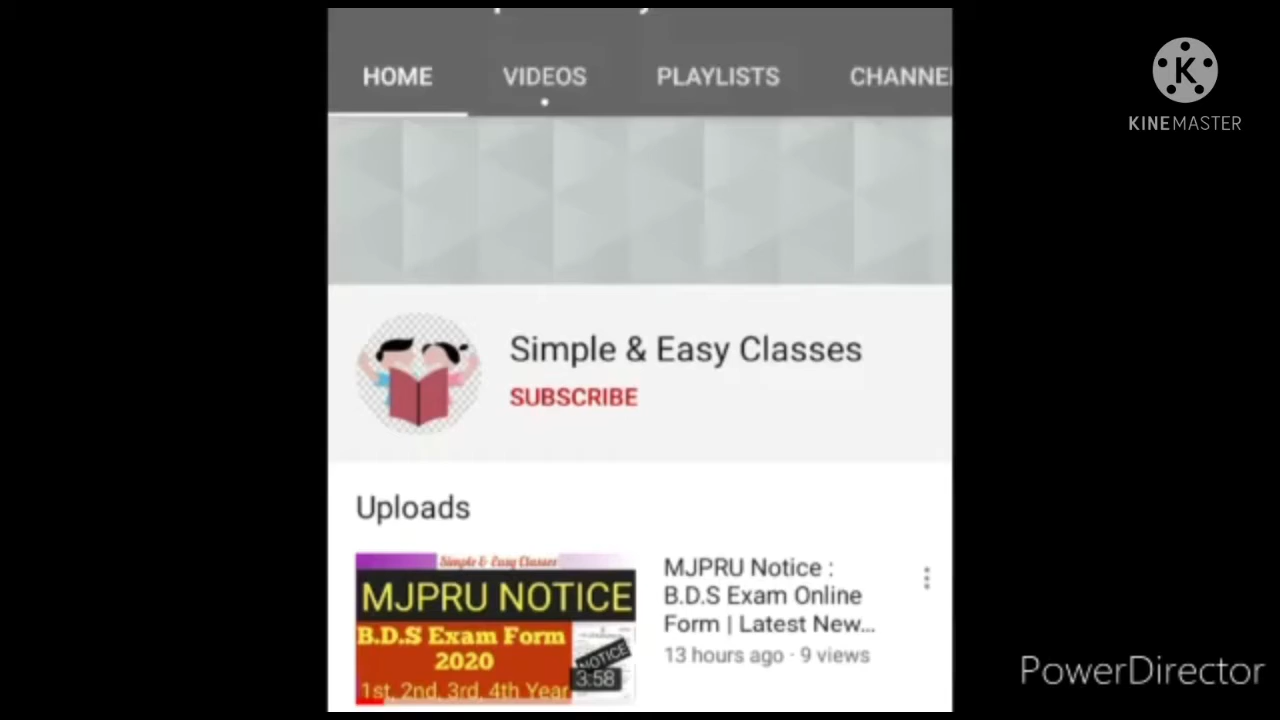 HOME VIDEOS PLAYLISTS CHANNE
KINEMASTER
Simple & Easy Classes
SUBSCRIBE
Uploads
Simple & Easy Classes
MJPRU NOTICE
B.D.S Exam Form
2020
NOTICE
3:58
1st, 2nd, 3rd, 4th Year
MJPRU Notice :
B.D.S Exam Online
Form | Latest New...
13 hours ago · 9 views
PowerDirector